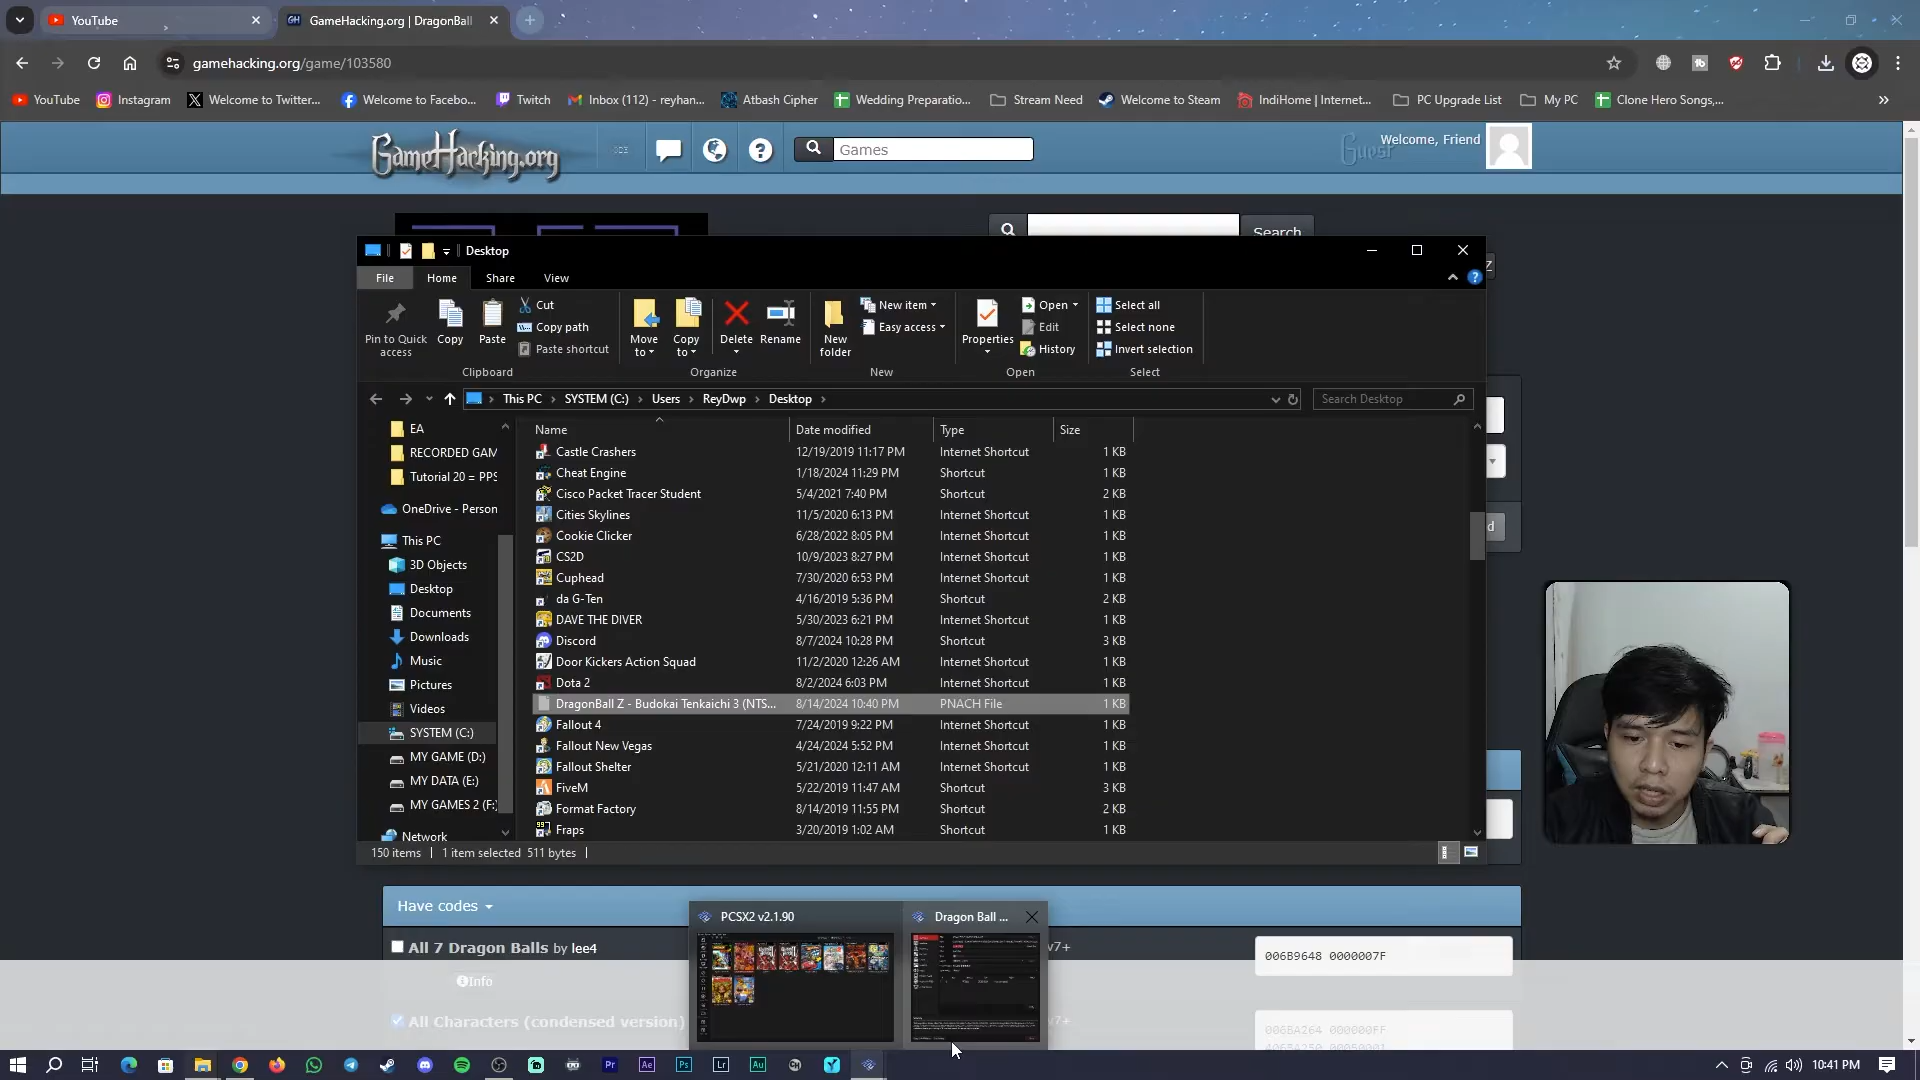 YouTube
GameHacking.org | DragonBall
gamehacking.org/game/103580
YouTube
Instagram
Welcome to Twitter...
Welcome to Facebo...
Twitch
Inbox (112) - reyhan...
Atbash Cipher
Wedding Preparatio...
Stream Need
Welcome to Steam
IndiHome | Internet...
PC Upgrade List
My PC
Clone Hero Songs,...
GameHacking.org
Games
Guest
Welcome, Friend
Search
Desktop
File
Home
Share
View
Pin to Quick access
Copy
Paste
Cut
Copy path
Paste shortcut
Move to
Copy to
Delete
Rename
New folder
New item
Easy access
Properties
Open
Edit
History
Select all
Select none
Invert selection
Clipboard
Organize
New
Open
Select
This PC > SYSTEM (C:) > Users > ReyDwp > Desktop >
Search Desktop
EA
RECORDED GAM
Tutorial 20 = PPS
OneDrive - Person
This PC
3D Objects
Desktop
Documents
Downloads
Music
Pictures
Videos
SYSTEM (C:)
MY GAME (D:)
MY DATA (E:)
MY GAMES 2 (F:
Network
Name Date modified Type Size
Castle Crashers 12/19/2019 11:17 PM Internet Shortcut 1 KB
Cheat Engine 1/18/2024 11:29 PM Shortcut 1 KB
Cisco Packet Tracer Student 5/4/2021 7:40 PM Shortcut 2 KB
Cities Skylines 11/5/2020 6:13 PM Internet Shortcut 1 KB
Cookie Clicker 6/28/2022 8:05 PM Internet Shortcut 1 KB
CS2D 10/9/2023 8:27 PM Internet Shortcut 1 KB
Cuphead 7/30/2020 6:53 PM Internet Shortcut 1 KB
da G-Ten 4/16/2019 5:36 PM Shortcut 2 KB
DAVE THE DIVER 5/30/2023 6:21 PM Internet Shortcut 1 KB
Discord 8/7/2024 10:28 PM Shortcut 3 KB
Door Kickers Action Squad 11/2/2020 12:26 AM Internet Shortcut 1 KB
Dota 2 8/2/2024 6:03 PM Internet Shortcut 1 KB
DragonBall Z - Budokai Tenkaichi 3 (NTS... 8/14/2024 10:40 PM PNACH File 1 KB
Fallout 4 7/24/2019 9:22 PM Internet Shortcut 1 KB
Fallout New Vegas 4/24/2024 5:52 PM Internet Shortcut 1 KB
Fallout Shelter 5/21/2020 12:11 AM Internet Shortcut 1 KB
FiveM 5/22/2019 11:47 AM Shortcut 3 KB
Format Factory 8/14/2019 11:55 PM Shortcut 2 KB
Fraps 3/20/2019 1:02 AM Shortcut 1 KB
150 items | 1 item selected 511 bytes |
Have codes
All 7 Dragon Balls by lee4
v7+
006B9648 0000007F
Info
All Characters (condensed version)
v7+
006BA264 000000FF
PCSX2 v2.1.90
Dragon Ball ...
10:41 PM